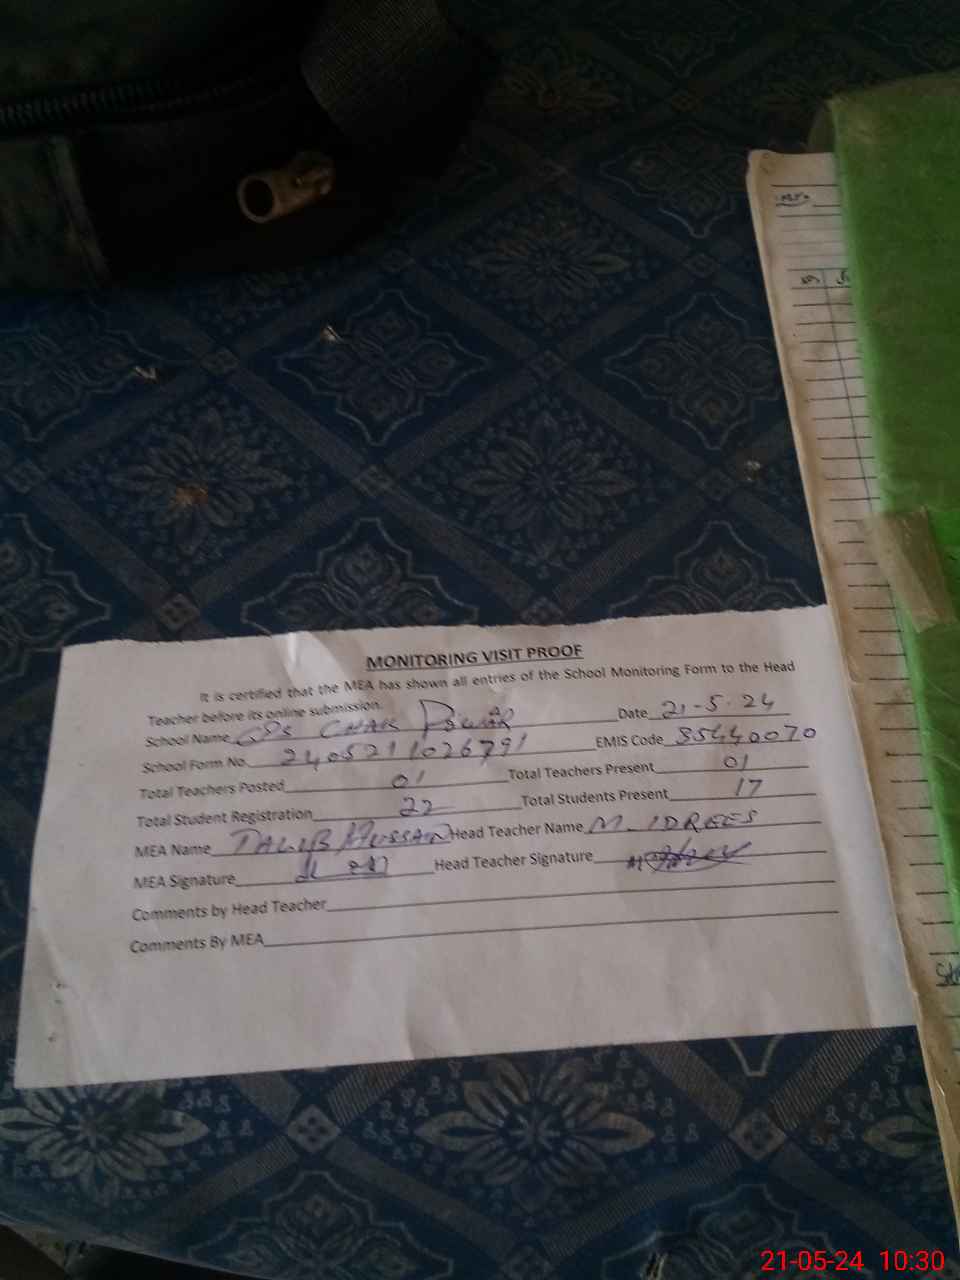 MONITORING VISIT PROOF
It is certified that the MEA has shown all entries of the School Monitoring Form to the Head
Teacher before its online submission.
School Name GPS CHAK Date 21-5-24
School Form No. 2405211026791 EMIS Code 35440070
Total Teachers Posted 01 Total Teachers Present 01
Total Student Registration 22 Total Students Present 17
MEA Name TALIB HUSSAIN Head Teacher Name M. IDREES
MEA Signature Head Teacher Signature
Comments by Head Teacher
Comments By MEA
21-05-24 10:30